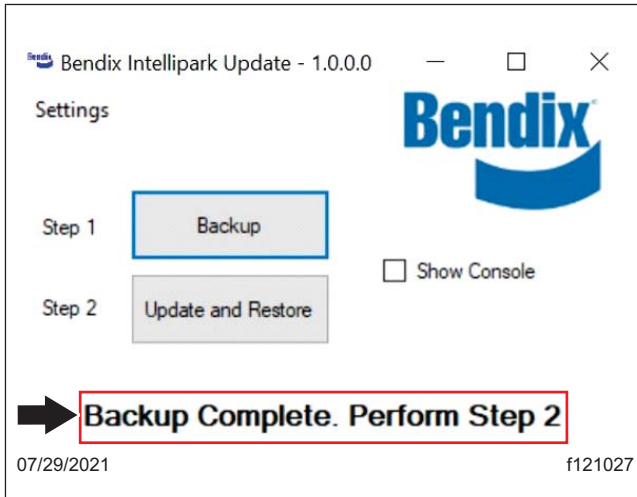 Bendix Bendix Intellipark Update - 1.0.0.0
Settings
Bendix
Step 1 Backup
Show Console
Step 2 Update and Restore
Backup Complete. Perform Step 2
07/29/2021 f121027